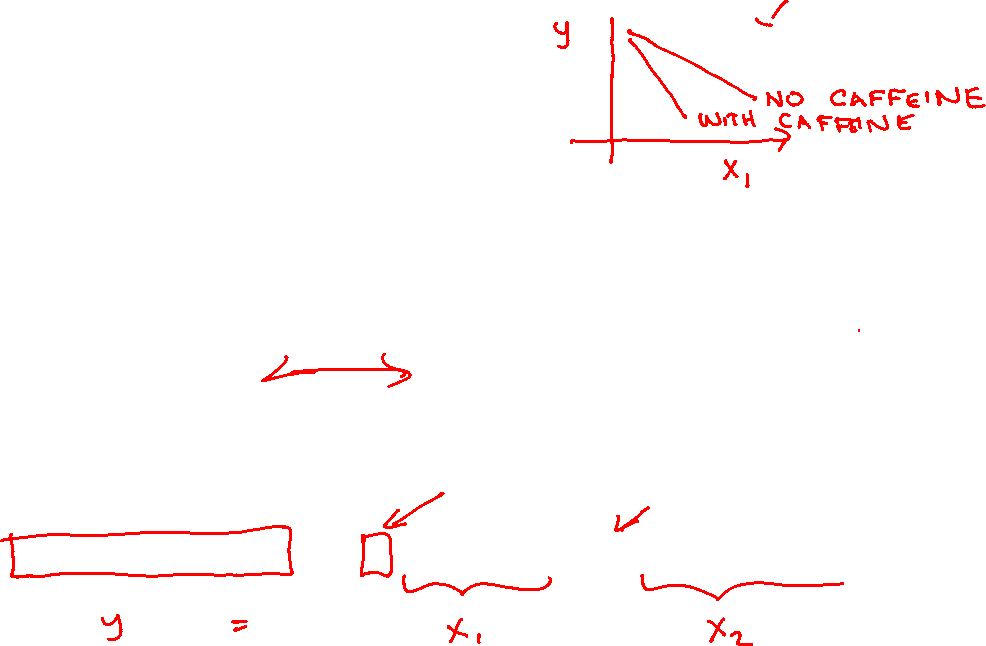 y
NO CAFFEINE
WITH CAFFEINE
x₁
y = x₁ x₂